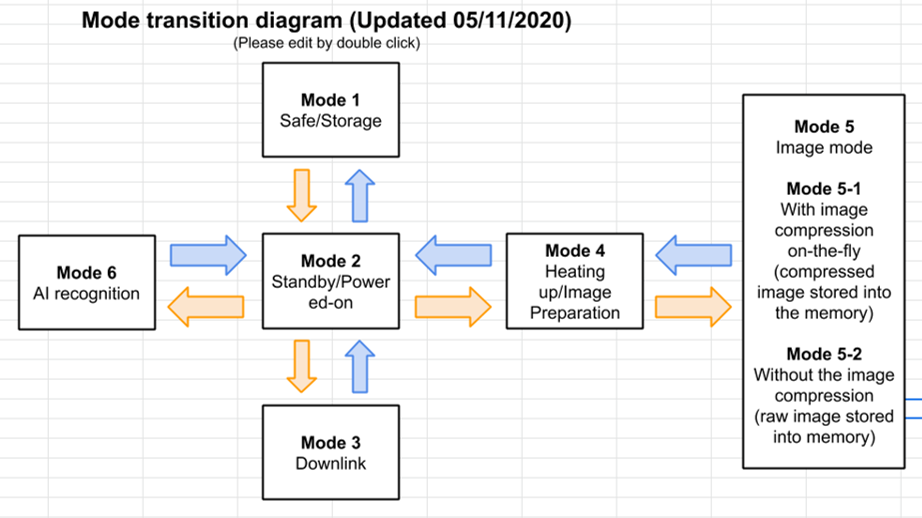 Mode transition diagram (Updated 05/11/2020)
(Please edit by double click)
Mode 1
Safe/Storage
Mode 6
AI recognition
Mode 2
Standby/Power
ed-on
Mode 4
Heating
up/Image
Preparation
Mode 5
Image mode
Mode 5-1
With image
compression
on-the-fly
(compressed
image stored into
the memory)
Mode 5-2
Without the image
compression
(raw image stored
into memory)
Mode 3
Downlink